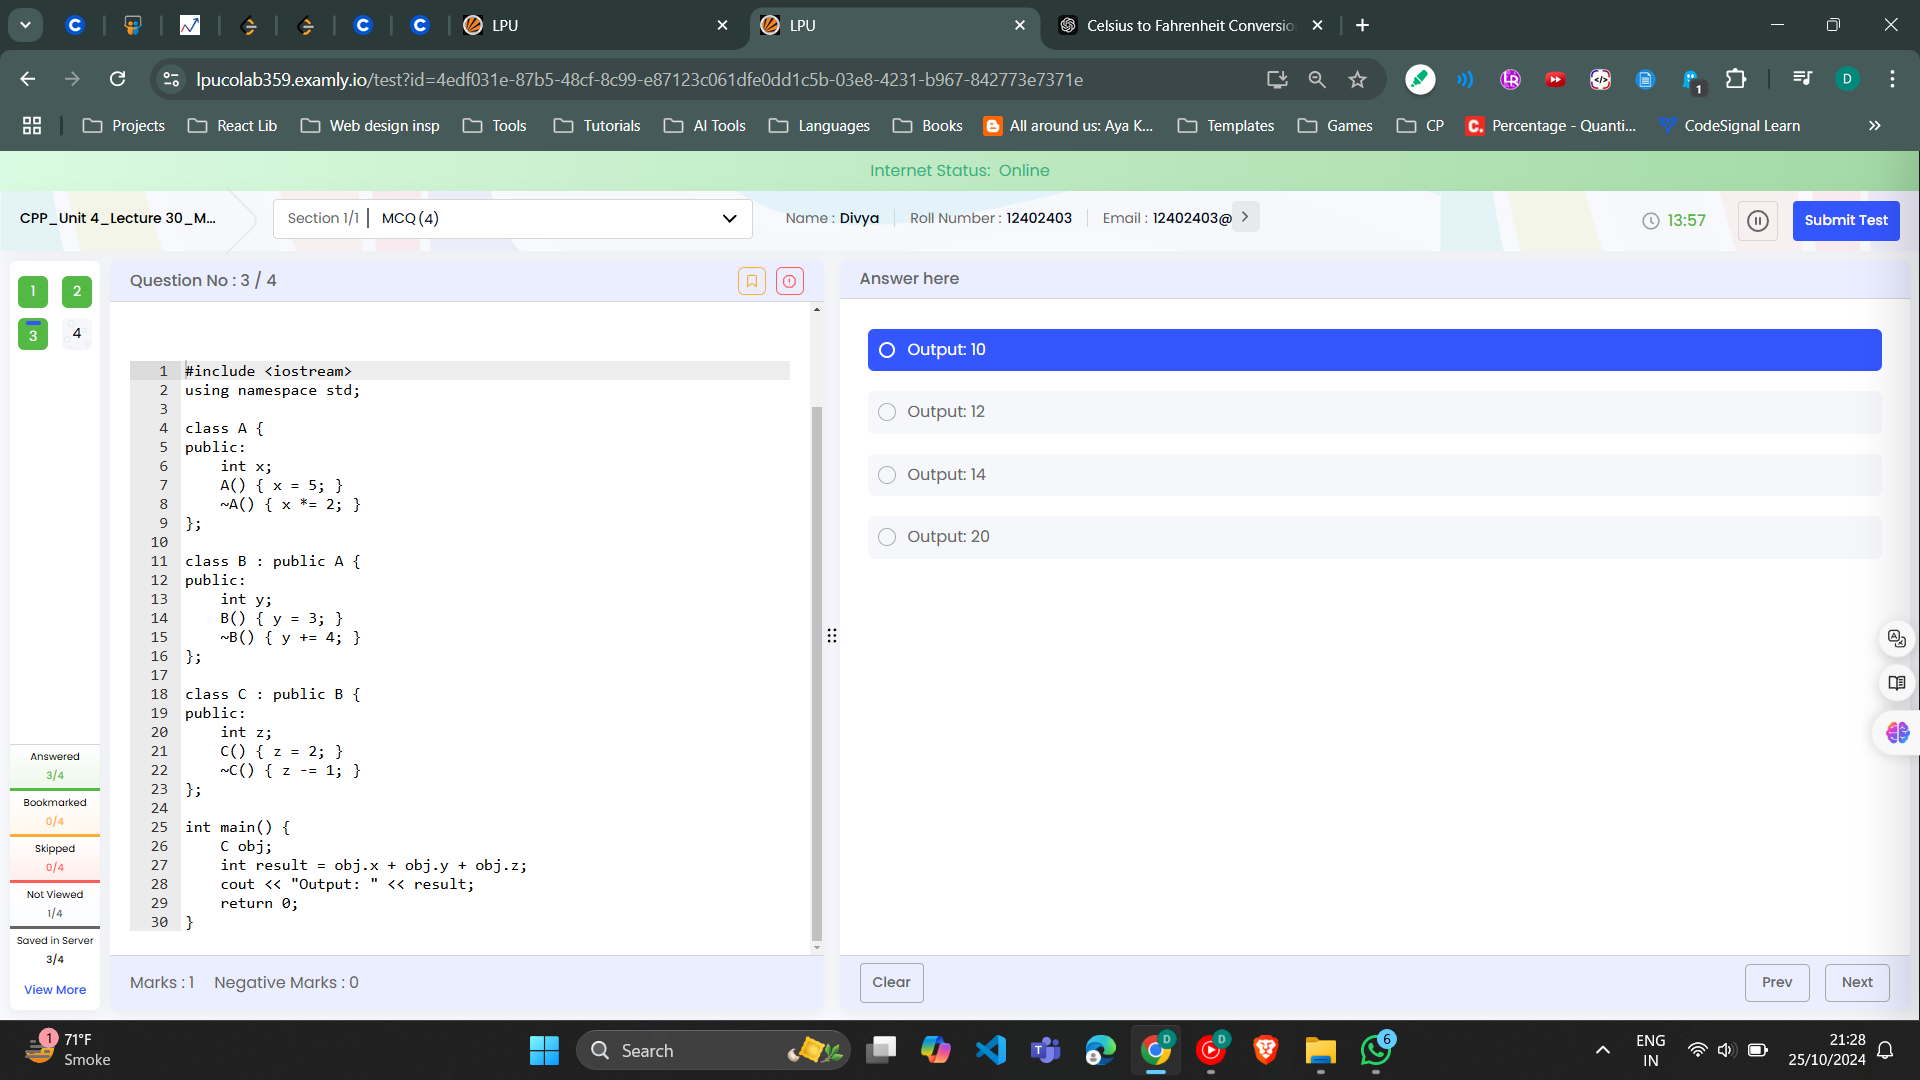 LPU
LPU
Celsius to Fahrenheit Conversio
lpucolab359.examly.io/test?id=4edf031e-87b5-48cf-8c99-e87123c061dfe0dd1c5b-03e8-4231-b967-842773e7371e
1
D
Projects
React Lib
Web design insp
Tools
Tutorials
AI Tools
Languages
Books
All around us: Aya K...
Templates
Games
CP
Percentage - Quanti...
CodeSignal Learn
Internet Status: Online
CPP_Unit 4_Lecture 30_M...
Section 1/1 | MCQ (4)
Name : Divya
Roll Number : 12402403
Email : 12402403@
13:57
Submit Test
1
2
3
4
Question No : 3 / 4
1 #include <iostream>
2 using namespace std;
3
4 class A {
5 public:
6     int x;
7     A() { x = 5; }
8     ~A() { x *= 2; }
9 };
10
11 class B : public A {
12 public:
13     int y;
14     B() { y = 3; }
15     ~B() { y += 4; }
16 };
17
18 class C : public B {
19 public:
20     int z;
21     C() { z = 2; }
22     ~C() { z -= 1; }
23 };
24
25 int main() {
26     C obj;
27     int result = obj.x + obj.y + obj.z;
28     cout << "Output: " << result;
29     return 0;
30 }
Answer here
Output: 10
Output: 12
Output: 14
Output: 20
Answered
3/4
Bookmarked
0/4
Skipped
0/4
Not Viewed
1/4
Saved in Server
3/4
View More
Marks : 1
Negative Marks : 0
Clear
Prev
Next
1
71°F
Smoke
Search
D
D
6
ENG
IN
21:28
25/10/2024